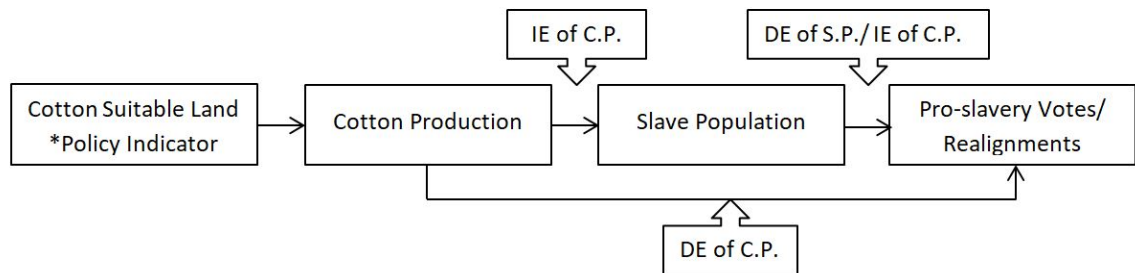 IE of C.P.
DE of S.P./ IE of C.P.
Cotton Suitable Land
*Policy Indicator
Cotton Production
Slave Population
Pro-slavery Votes/
Realignments
DE of C.P.